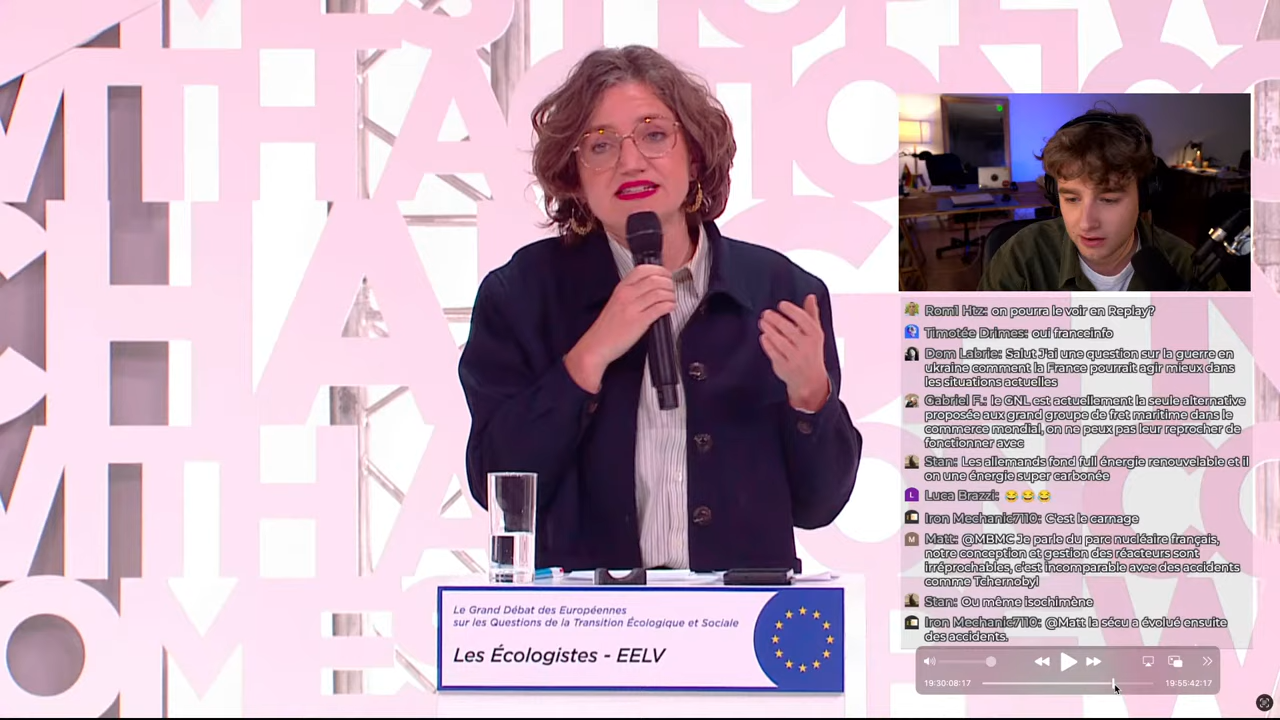 Romil Htz: on pourra le voir en Replay?
Timotée Drimes: oui franceinfo
Dom Labrie: Salut J'ai une question sur la guerre en
ukraine comment la France pourrait agir mieux dans
les situations actuelles
Gabriel F.: le GNL est actuellement la seule alternative
proposée aux grand groupe de fret maritime dans le
commerce mondial, on ne peux pas leur reprocher de
fonctionner avec
Stan: Les allemands fond full énergie renouvelable et il
on une énergie super carbonée
L
Luca Brazzi: 😂😂😂
Iron Mechanic7110: C'est le carnage
M
Matt: @MBMC Je parle du parc nucléaire français,
notre conception et gestion des réacteurs sont
irréprochables, c'est incomparable avec des accidents
comme Tchernobyl
Stan: Ou même isochimène
Iron Mechanic7110: @Matt la sécu a évolué ensuite
des accidents.
19:30:08:17
19:55:42:17
Le Grand Débat des Européennes
sur les Questions de la Transition Écologique et Sociale
Les Écologistes - EELV